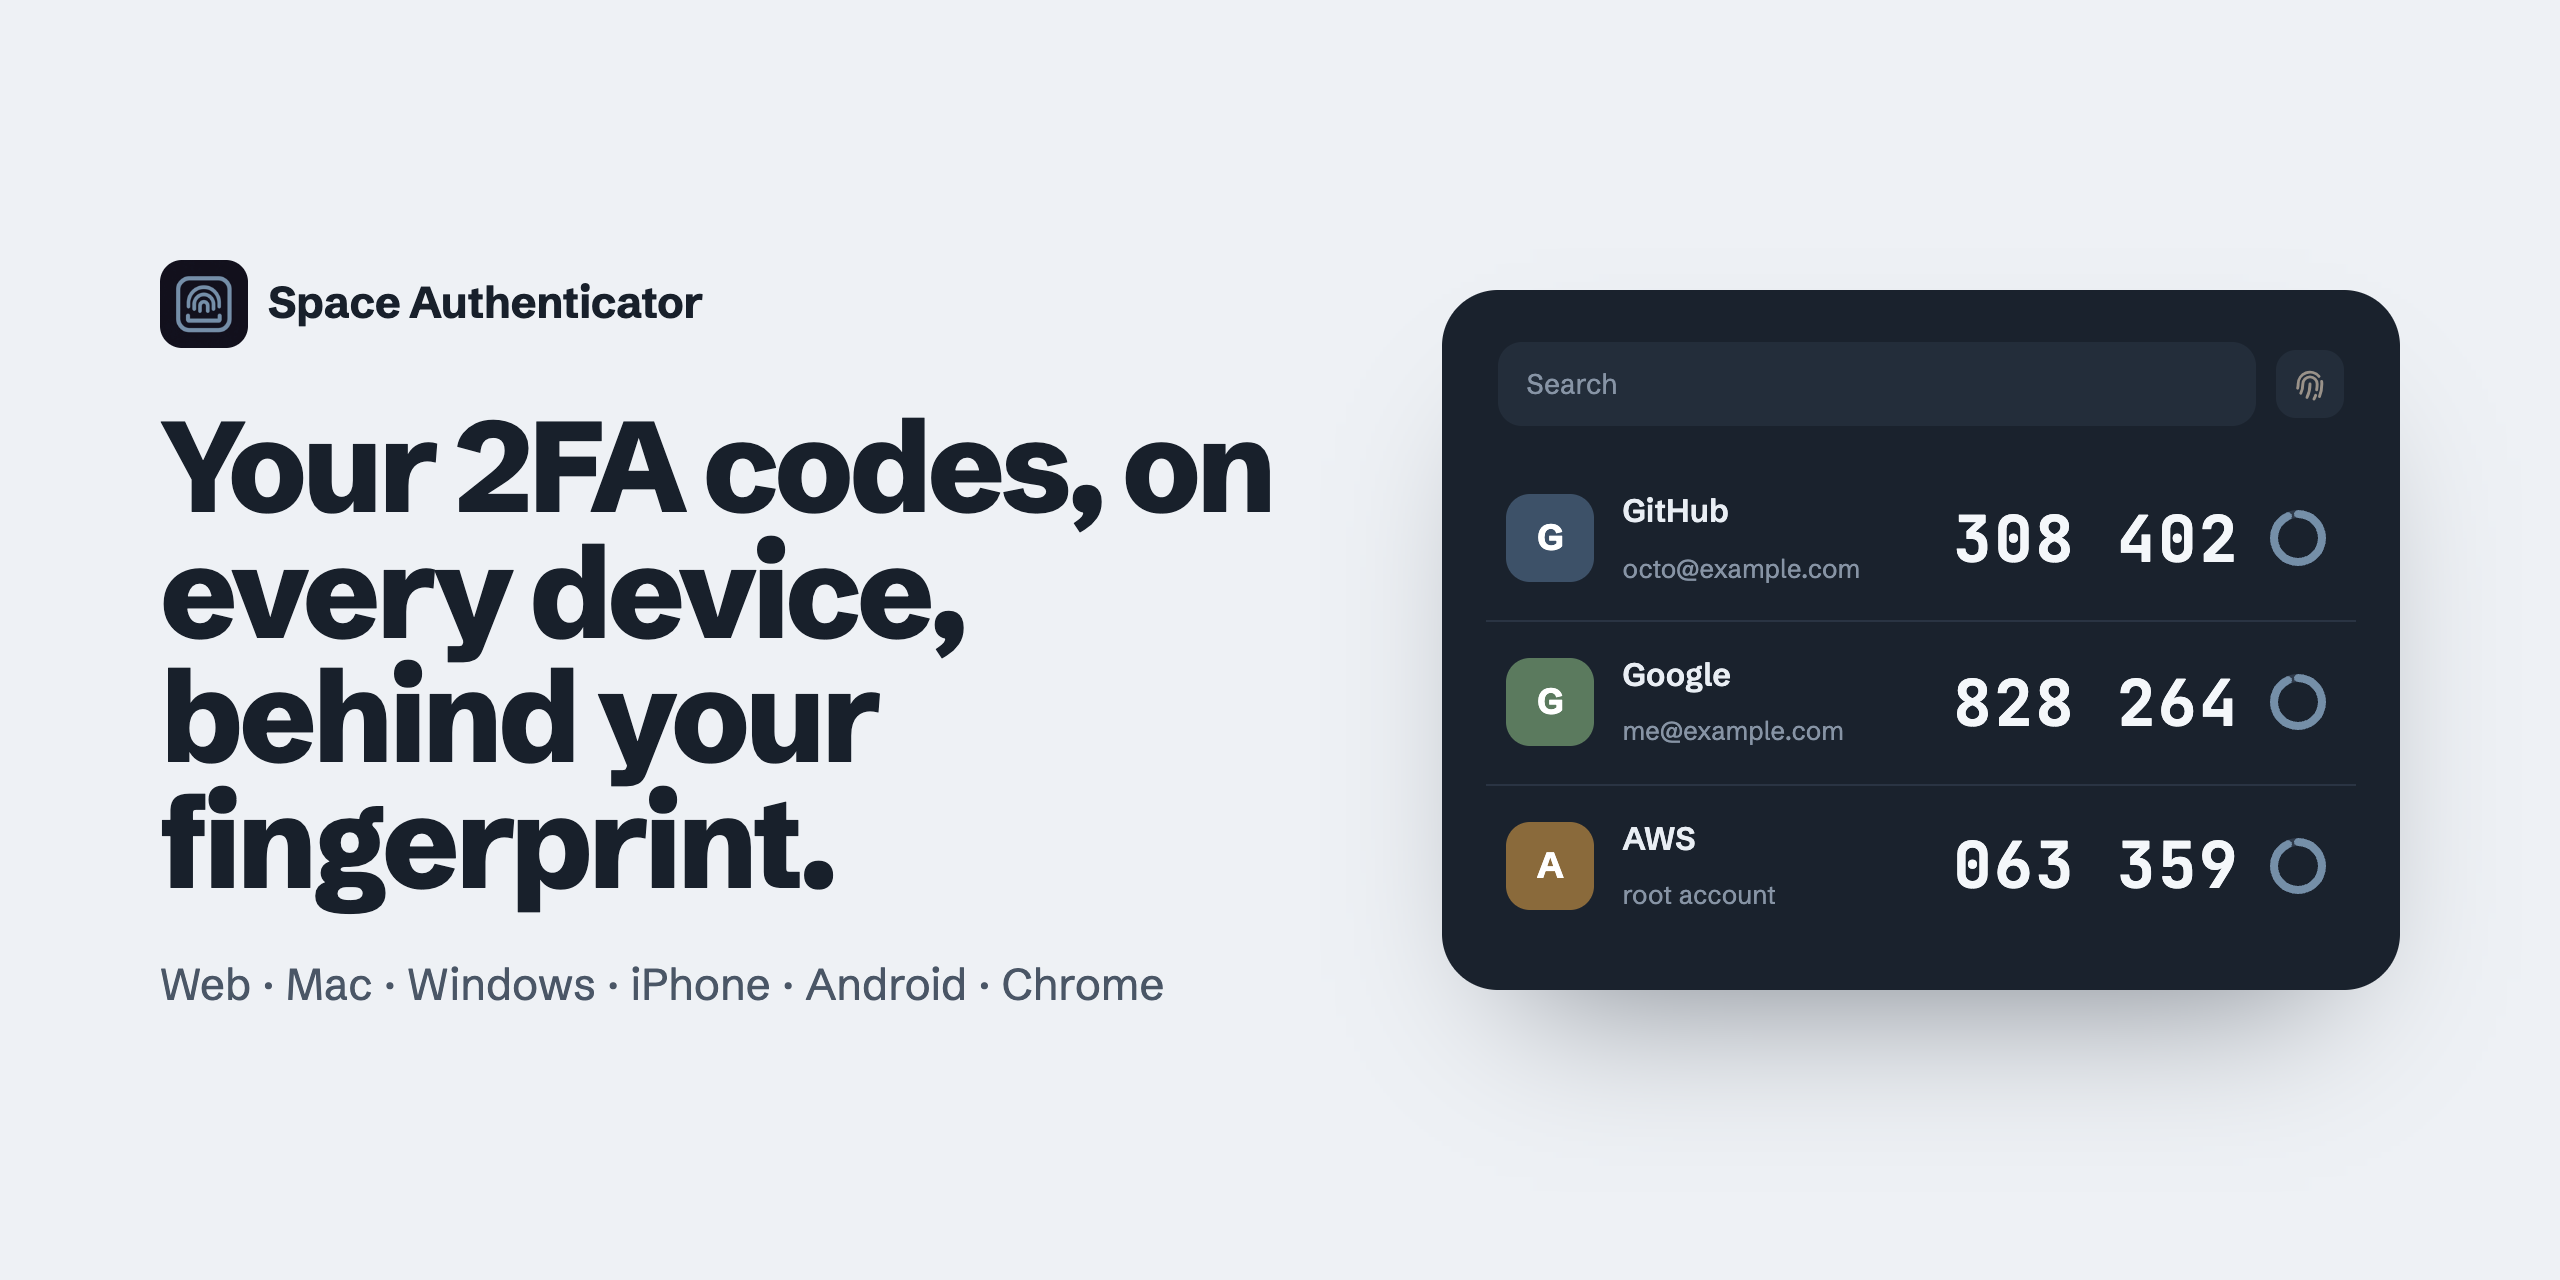 Space Authenticator
Your 2FA codes, on
every device,
behind your
fingerprint.
Web · Mac · Windows · iPhone · Android · Chrome
Search
G
GitHub
octo@example.com
308 402
G
Google
me@example.com
828 264
A
AWS
root account
063 359